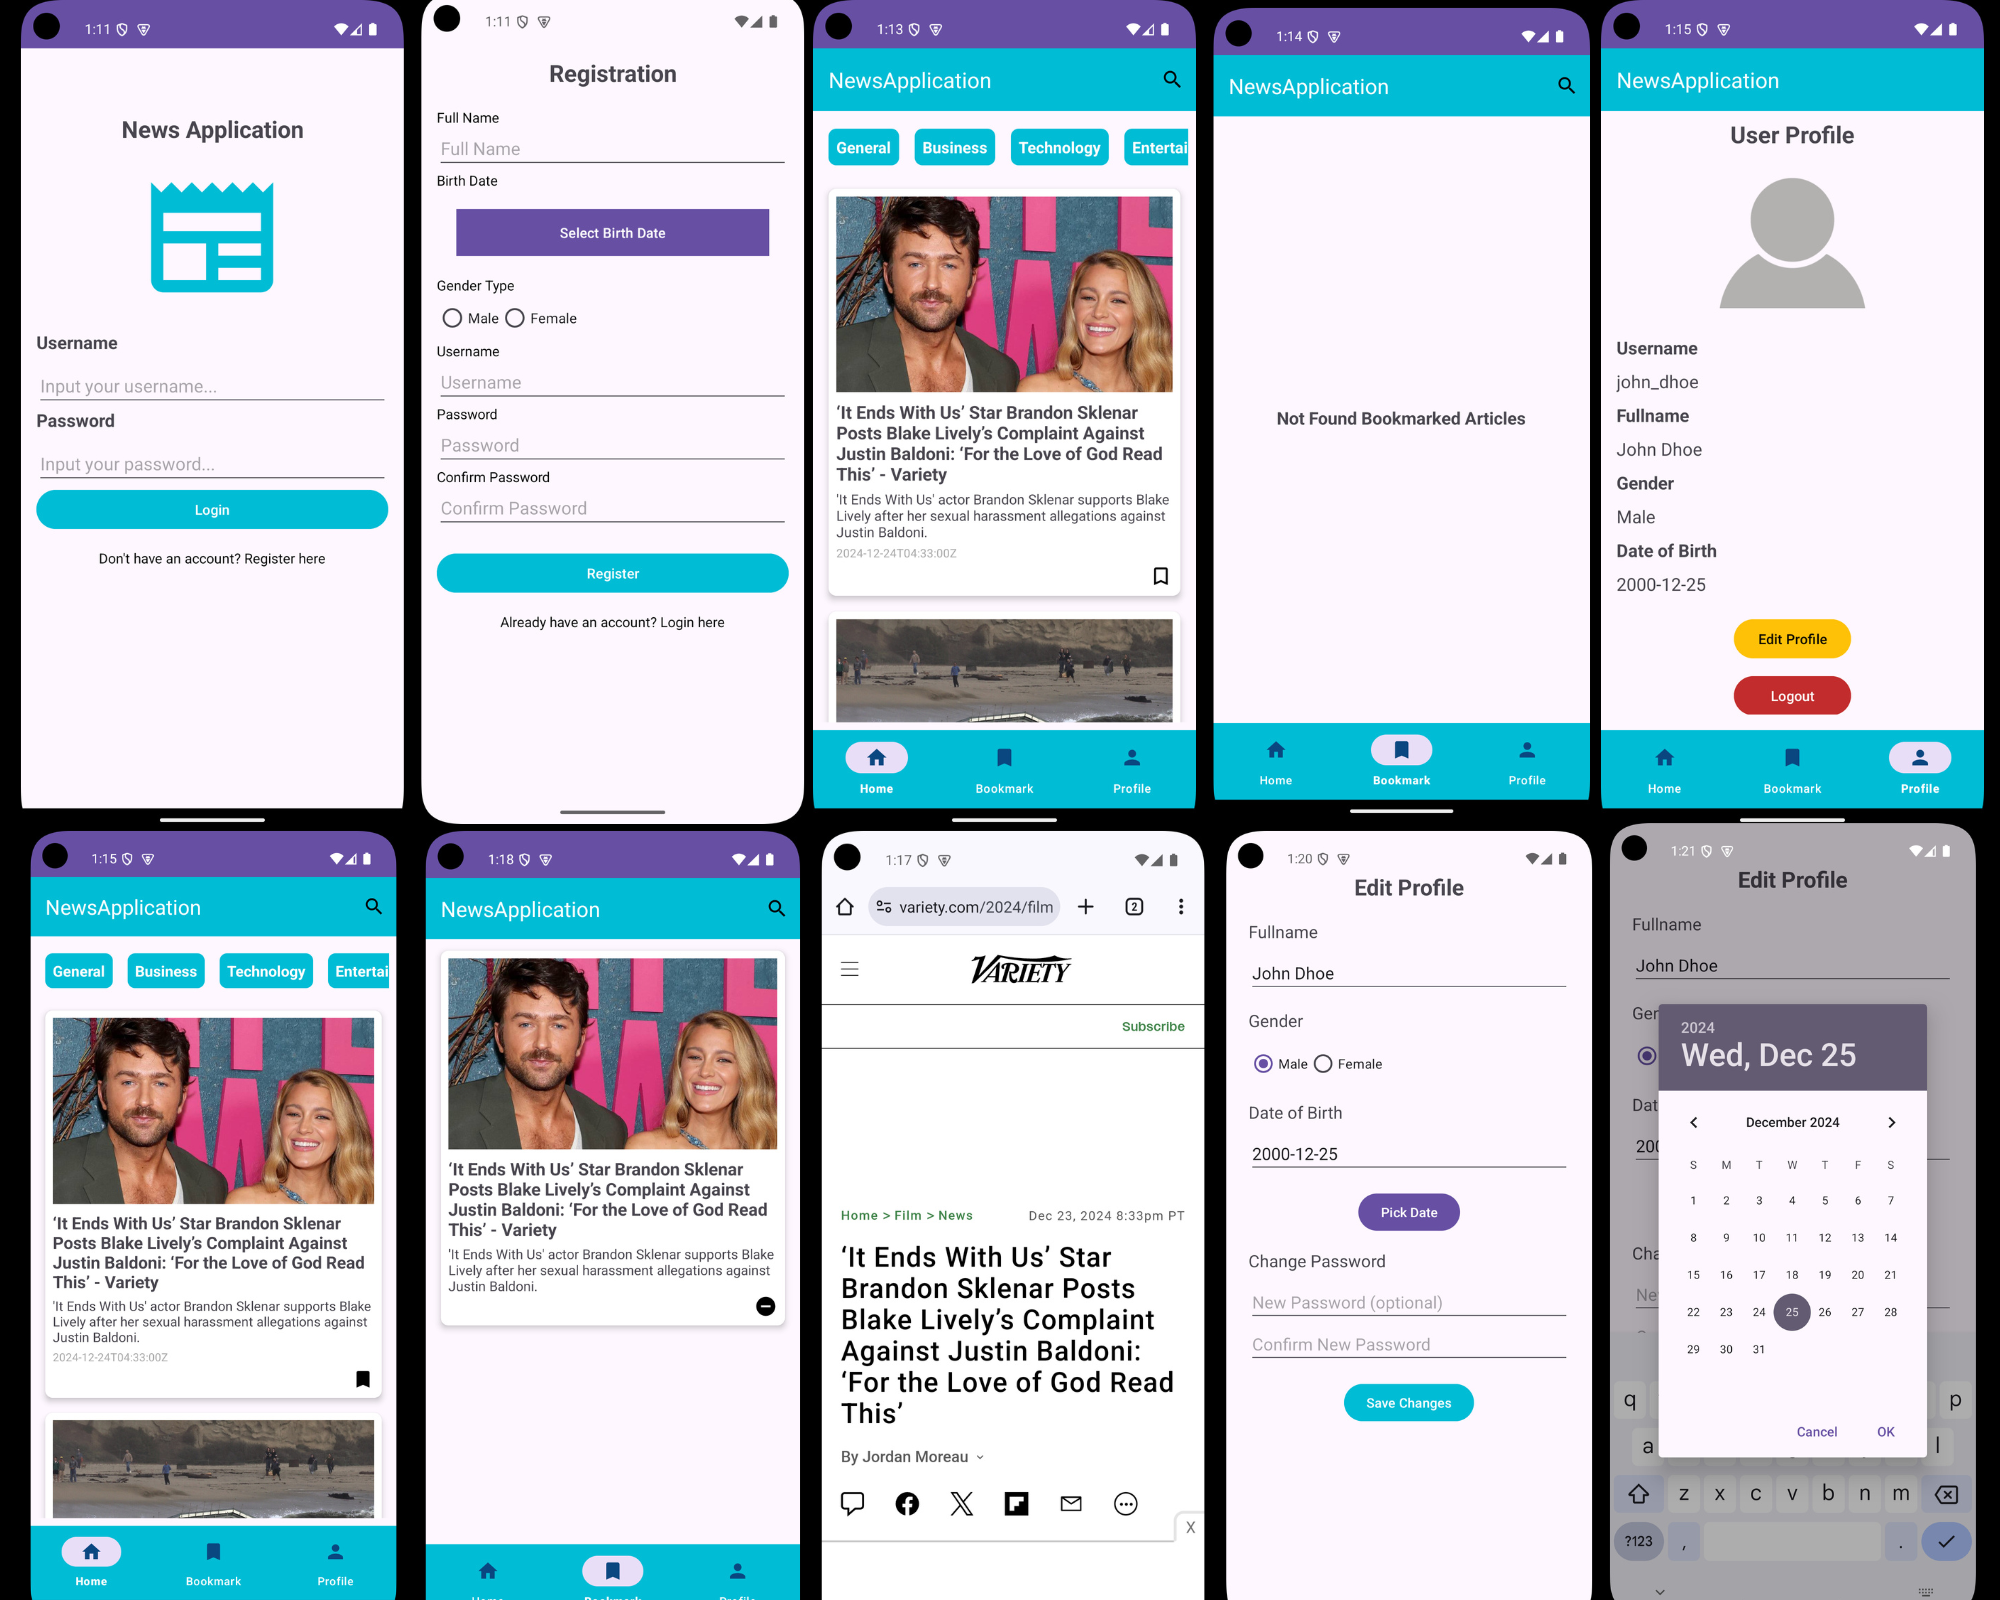 1:11
News Application
Username
Input your username...
Password
Input your password...
Login
Don't have an account? Register here
1:11
Registration
Full Name
Full Name
Birth Date
Select Birth Date
Gender Type
Male Female
Username
Username
Password
Password
Confirm Password
Confirm Password
Register
Already have an account? Login here
1:13
NewsApplication
General Business Technology Entertai
‘It Ends With Us’ Star Brandon Sklenar
Posts Blake Lively’s Complaint Against
Justin Baldoni: ‘For the Love of God Read
This’ - Variety
'It Ends With Us' actor Brandon Sklenar supports Blake
Lively after her sexual harassment allegations against
Justin Baldoni.
2024-12-24T04:33:00Z
Home Bookmark Profile
1:14
NewsApplication
Not Found Bookmarked Articles
Home Bookmark Profile
1:15
NewsApplication
User Profile
Username
john_dhoe
Fullname
John Dhoe
Gender
Male
Date of Birth
2000-12-25
Edit Profile
Logout
Home Bookmark Profile
1:15
NewsApplication
General Business Technology Entertai
‘It Ends With Us’ Star Brandon Sklenar
Posts Blake Lively’s Complaint Against
Justin Baldoni: ‘For the Love of God Read
This’ - Variety
'It Ends With Us' actor Brandon Sklenar supports Blake
Lively after her sexual harassment allegations against
Justin Baldoni.
2024-12-24T04:33:00Z
Home Bookmark Profile
1:18
NewsApplication
‘It Ends With Us’ Star Brandon Sklenar
Posts Blake Lively’s Complaint Against
Justin Baldoni: ‘For the Love of God Read
This’ - Variety
'It Ends With Us' actor Brandon Sklenar supports Blake
Lively after her sexual harassment allegations against
Justin Baldoni.
Home Bookmark Profile
1:17
variety.com/2024/film 2
VARIETY
Subscribe
Home > Film > News Dec 23, 2024 8:33pm PT
‘It Ends With Us’ Star
Brandon Sklenar Posts
Blake Lively’s Complaint
Against Justin Baldoni:
‘For the Love of God Read
This’
By Jordan Moreau
X
1:20
Edit Profile
Fullname
John Dhoe
Gender
Male Female
Date of Birth
2000-12-25
Pick Date
Change Password
New Password (optional)
Confirm New Password
Save Changes
1:21
Edit Profile
Fullname
John Dhoe
Ger
2024
Wed, Dec 25
Dat
December 2024
200
S M T W T F S
1 2 3 4 5 6 7
8 9 10 11 12 13 14
Cha
15 16 17 18 19 20 21
Ne
22 23 24 25 26 27 28
29 30 31
q p
Cancel OK
a l
z x c v b n m
?123 , .